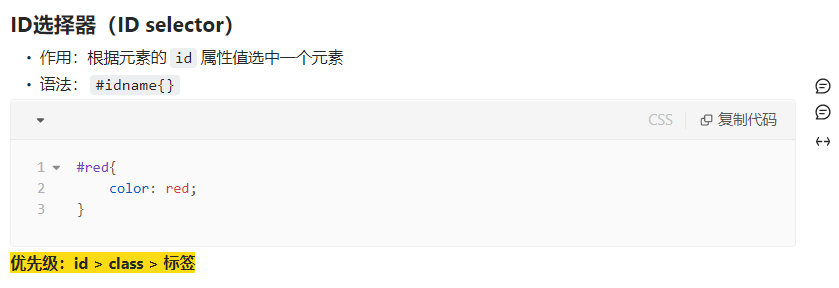 ID选择器（ID selector）
• 作用：根据元素的 id 属性值选中一个元素
• 语法： #idname{}
CSS 复制代码
1 #red{
2     color: red;
3 }
优先级：id > class > 标签